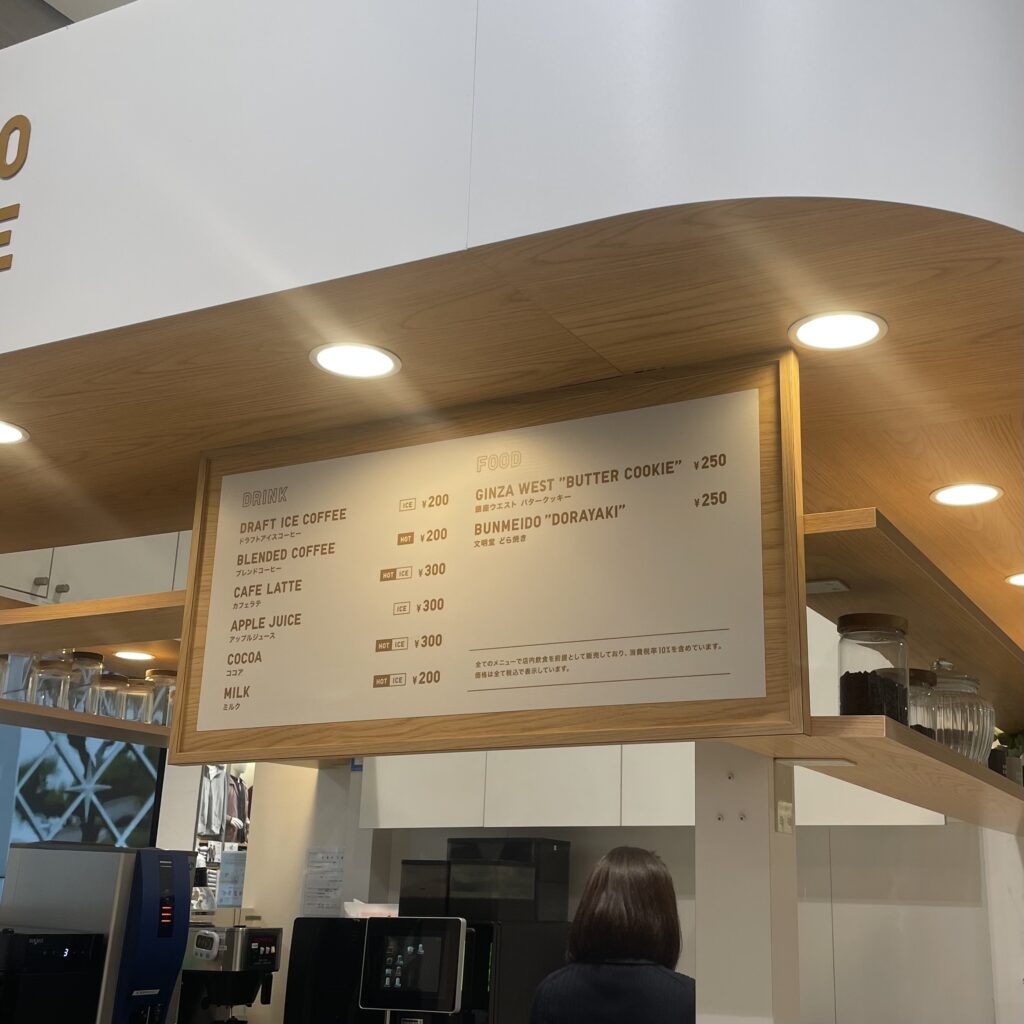 O
E
DRINK
DRAFT ICE COFFEE ICE ¥200
ドラフトアイスコーヒー
BLENDED COFFEE HOT ¥200
ブレンドコーヒー
CAFE LATTE HOT ICE ¥300
カフェラテ
APPLE JUICE ICE ¥300
アップルジュース
COCOA HOT ICE ¥300
ココア
MILK HOT ICE ¥200
ミルク
FOOD
GINZA WEST "BUTTER COOKIE" ¥250
銀座ウエスト バタークッキー
BUNMEIDO "DORAYAKI" ¥250
文明堂 どら焼き
全てのメニューで店内飲食を前提として販売しており、消費税率10%を含めています。
価格は全て税込で表示しています。
3